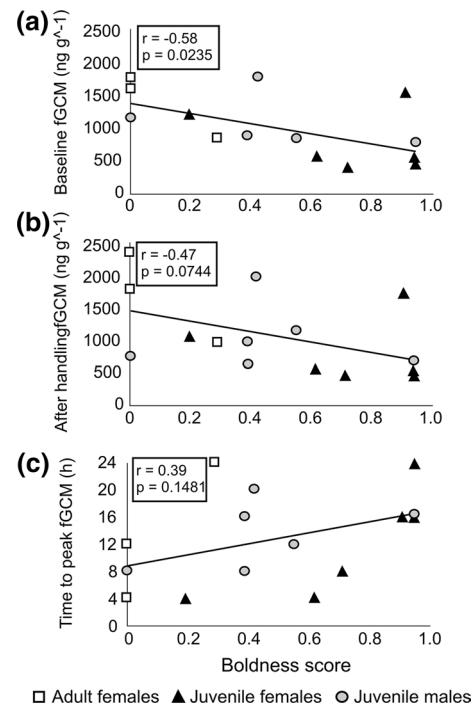 (a)
Baseline fGCM (ng g^-1)
2500
2000
1500
1000
500
0
r = -0.58
p = 0.0235
0 0.2 0.4 0.6 0.8 1.0
(b)
After handlingfGCM (ng g^-1)
2500
2000
1500
1000
500
0
r = -0.47
p = 0.0744
0 0.2 0.4 0.6 0.8 1.0
(c)
Time to peak fGCM (h)
24
20
16
12
8
4
0
r = 0.39
p = 0.1481
0 0.2 0.4 0.6 0.8 1.0
Boldness score
Adult females Juvenile females Juvenile males